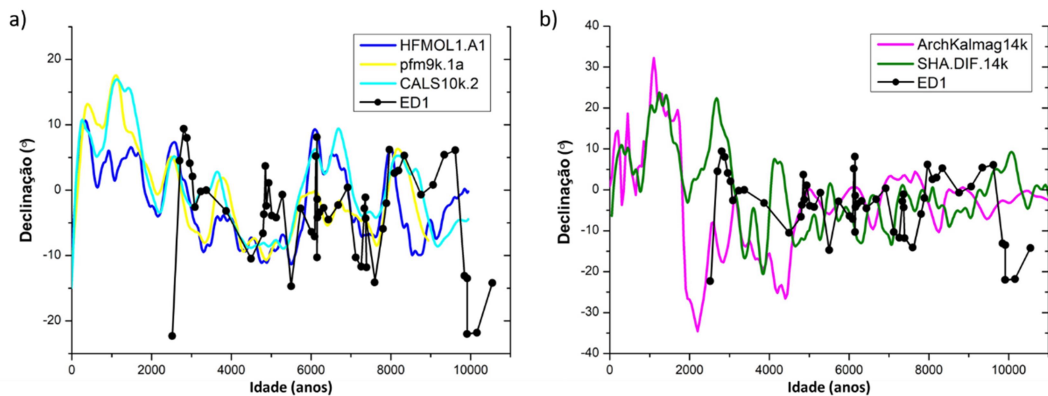 a)
HFMOL1.A1
pfm9k.1a
CALS10k.2
ED1
Declinação (º)
20
10
0
-10
-20
0
2000
4000
6000
8000
10000
Idade (anos)
b)
ArchKalmag14k
SHA.DIF.14k
ED1
Declinação (º)
40
30
20
10
0
-10
-20
-30
-40
0
2000
4000
6000
8000
10000
Idade (anos)